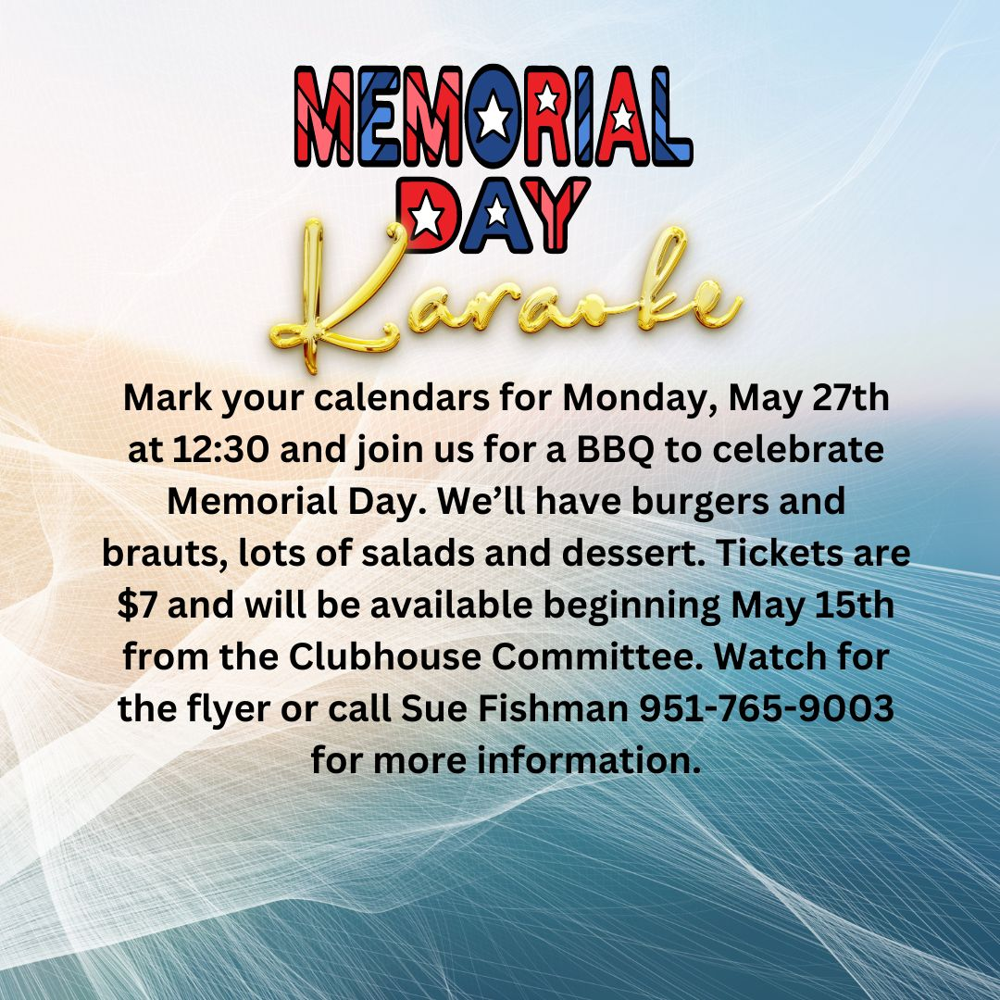 MEMORIAL
DAY
Karaoke
Mark your calendars for Monday, May 27th
at 12:30 and join us for a BBQ to celebrate
Memorial Day. We’ll have burgers and
brauts, lots of salads and dessert. Tickets are
$7 and will be available beginning May 15th
from the Clubhouse Committee. Watch for
the flyer or call Sue Fishman 951-765-9003
for more information.